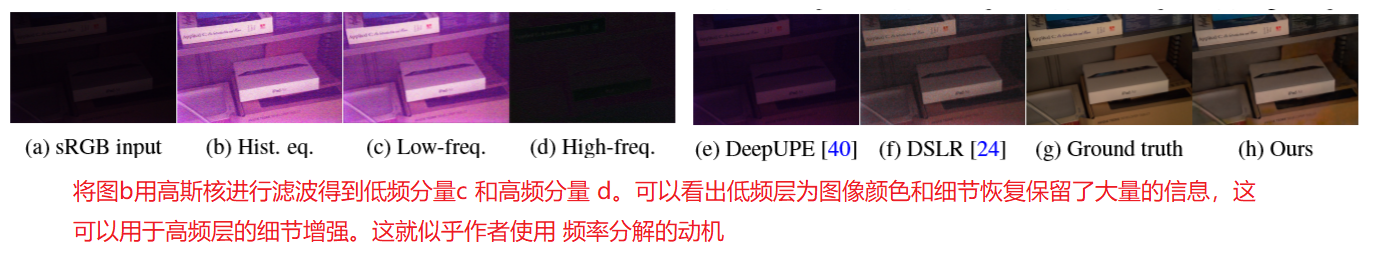 (a) sRGB input (b) Hist. eq. (c) Low-freq. (d) High-freq. (e) DeepUPE [40] (f) DSLR [24] (g) Ground truth (h) Ours
将图b用高斯核进行滤波得到低频分量c 和高频分量 d。可以看出低频层为图像颜色和细节恢复保留了大量的信息，这
可以用于高频层的细节增强。这就似乎作者使用 频率分解的动机